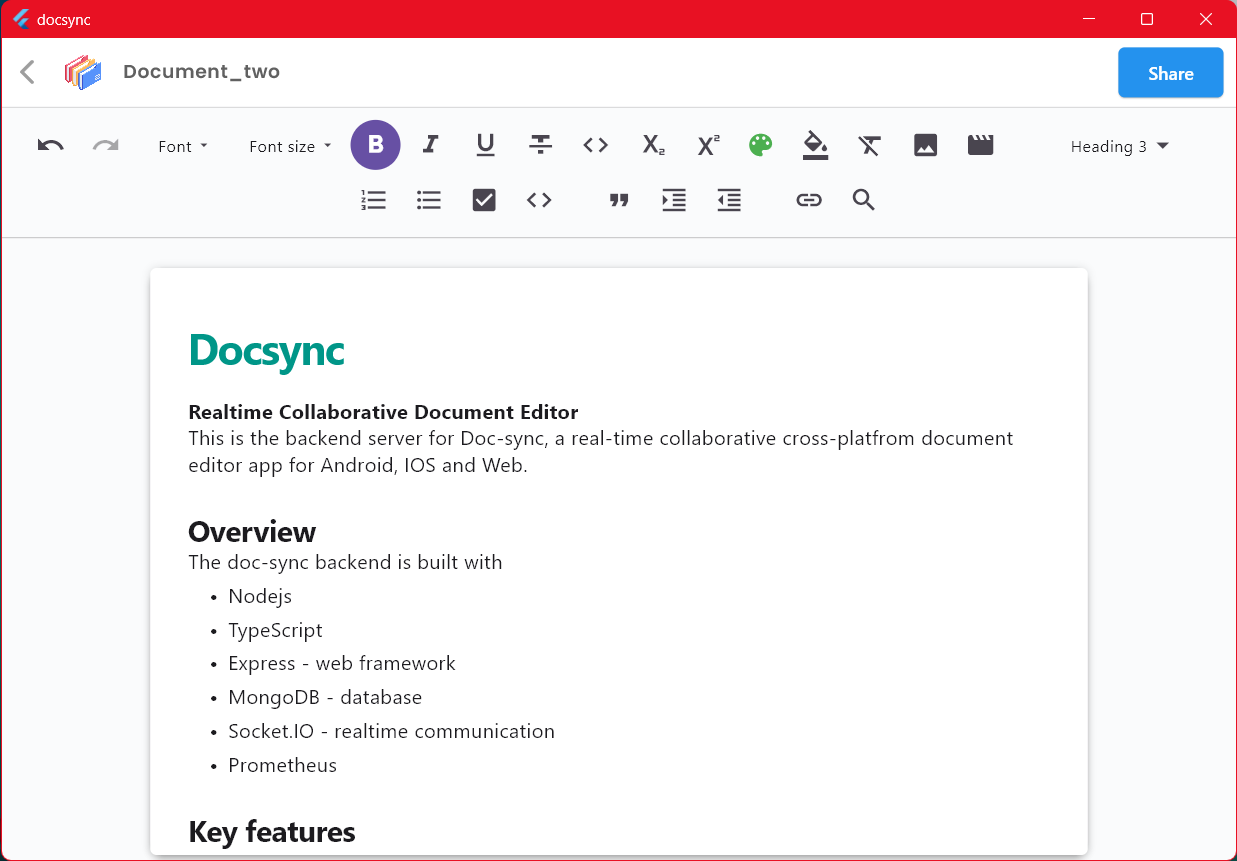 docsync
Document_two
Share
Font
Font size
B
I
U
X₂
X²
Heading 3
Docsync
Realtime Collaborative Document Editor
This is the backend server for Doc-sync, a real-time collaborative cross-platfrom document
editor app for Android, IOS and Web.
Overview
The doc-sync backend is built with
• Nodejs
• TypeScript
• Express - web framework
• MongoDB - database
• Socket.IO - realtime communication
• Prometheus
Key features